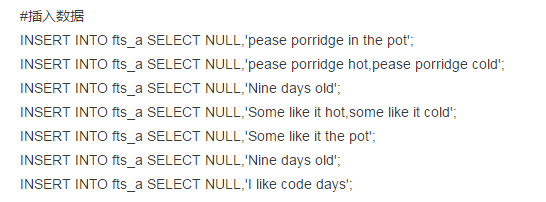 #插入数据
INSERT INTO fts_a SELECT NULL,'pease porridge in the pot';
INSERT INTO fts_a SELECT NULL,'pease porridge hot,pease porridge cold';
INSERT INTO fts_a SELECT NULL,'Nine days old';
INSERT INTO fts_a SELECT NULL,'Some like it hot,some like it cold';
INSERT INTO fts_a SELECT NULL,'Some like it the pot';
INSERT INTO fts_a SELECT NULL,'Nine days old';
INSERT INTO fts_a SELECT NULL,'I like code days';